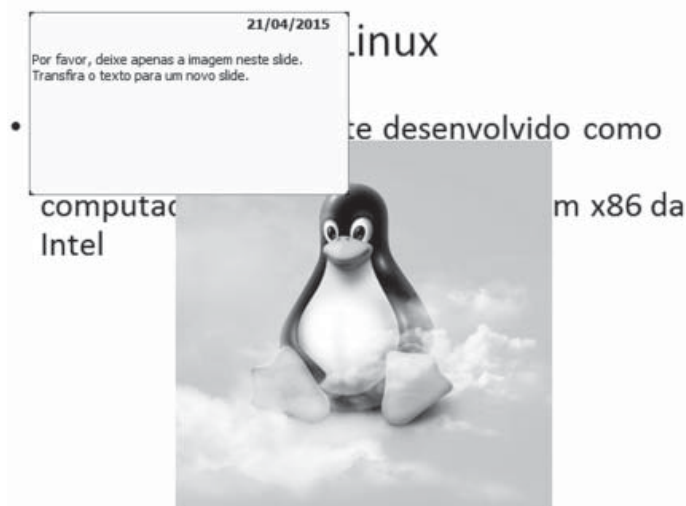 21/04/2015
Por favor, deixe apenas a imagem neste slide.
Transfira o texto para um novo slide.
inux
• te desenvolvido como
computac m x86 da
Intel